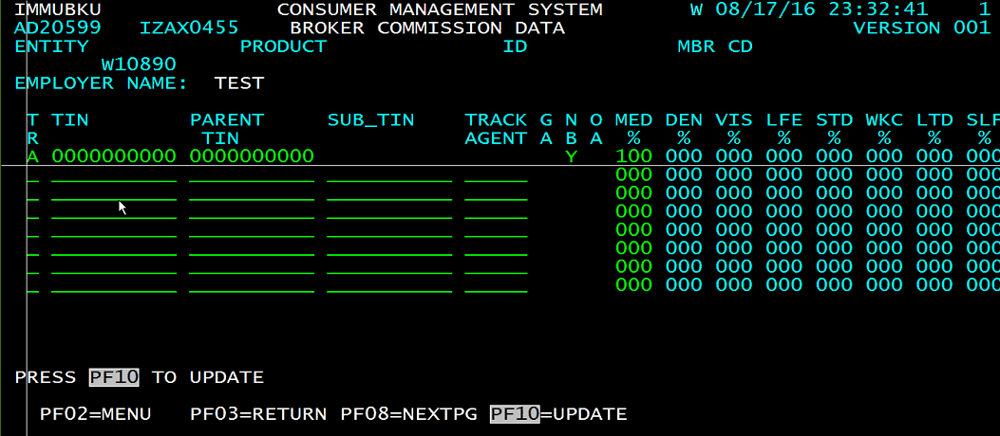 IMMUBKU CONSUMER MANAGEMENT SYSTEM W 08/17/16 23:32:41 1
AD20599 IZAX0455 BROKER COMMISSION DATA VERSION 001
ENTITY PRODUCT ID MBR CD
W10890
EMPLOYER NAME: TEST
T TIN PARENT SUB_TIN TRACK G N O MED DEN VIS LFE STD WKC LTD SLF
R TIN AGENT A B A % % % % % % % %
A 0000000000 0000000000 Y 100 000 000 000 000 000 000 000
000 000 000 000 000 000 000 000
000 000 000 000 000 000 000 000
000 000 000 000 000 000 000 000
000 000 000 000 000 000 000 000
000 000 000 000 000 000 000 000
000 000 000 000 000 000 000 000
000 000 000 000 000 000 000 000
PRESS PF10 TO UPDATE
PF02=MENU PF03=RETURN PF08=NEXTPG PF10=UPDATE